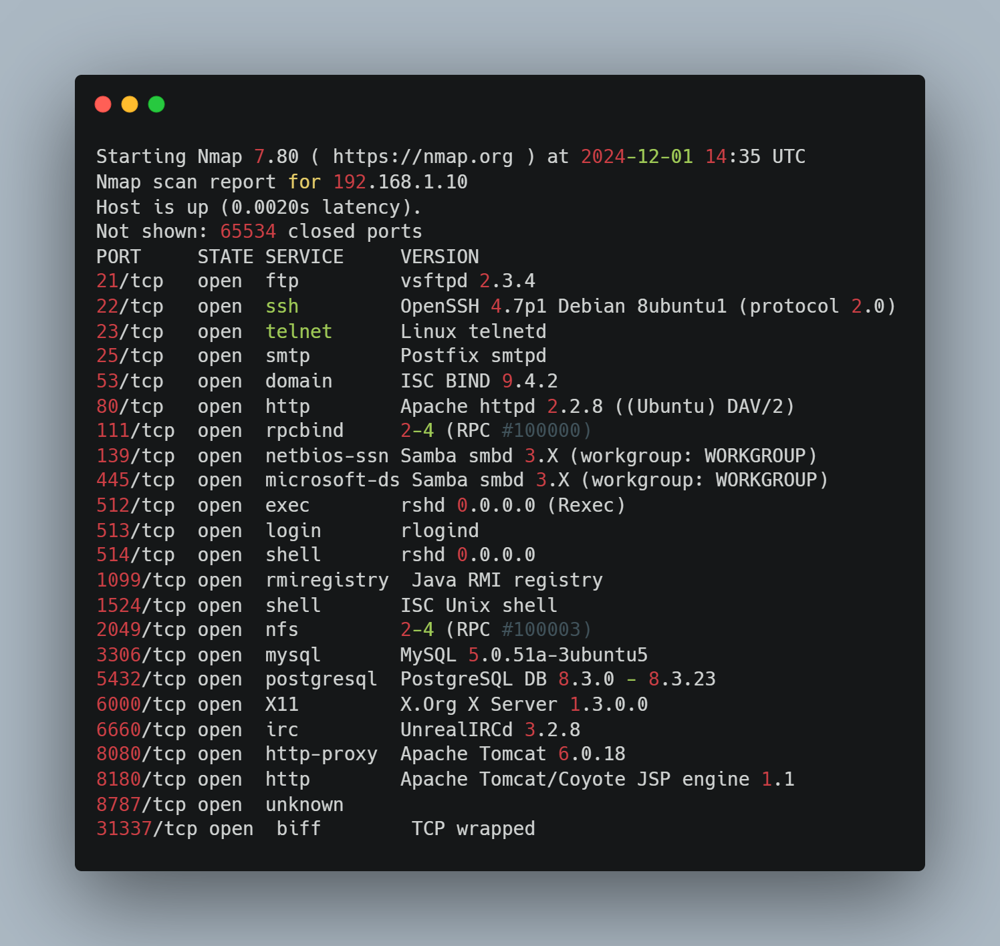 Starting Nmap 7.80 ( https://nmap.org ) at 2024-12-01 14:35 UTC
Nmap scan report for 192.168.1.10
Host is up (0.0020s latency).
Not shown: 65534 closed ports
PORT     STATE SERVICE     VERSION
21/tcp   open  ftp         vsftpd 2.3.4
22/tcp   open  ssh         OpenSSH 4.7p1 Debian 8ubuntu1 (protocol 2.0)
23/tcp   open  telnet      Linux telnetd
25/tcp   open  smtp        Postfix smtpd
53/tcp   open  domain      ISC BIND 9.4.2
80/tcp   open  http        Apache httpd 2.2.8 ((Ubuntu) DAV/2)
111/tcp  open  rpcbind     2-4 (RPC #100000)
139/tcp  open  netbios-ssn Samba smbd 3.X (workgroup: WORKGROUP)
445/tcp  open  microsoft-ds Samba smbd 3.X (workgroup: WORKGROUP)
512/tcp  open  exec        rshd 0.0.0.0 (Rexec)
513/tcp  open  login       rlogind
514/tcp  open  shell       rshd 0.0.0.0
1099/tcp open  rmiregistry  Java RMI registry
1524/tcp open  shell       ISC Unix shell
2049/tcp open  nfs         2-4 (RPC #100003)
3306/tcp open  mysql       MySQL 5.0.51a-3ubuntu5
5432/tcp open  postgresql  PostgreSQL DB 8.3.0 - 8.3.23
6000/tcp open  X11         X.Org X Server 1.3.0.0
6660/tcp open  irc         UnrealIRCd 3.2.8
8080/tcp open  http-proxy  Apache Tomcat 6.0.18
8180/tcp open  http        Apache Tomcat/Coyote JSP engine 1.1
8787/tcp open  unknown
31337/tcp open  biff        TCP wrapped